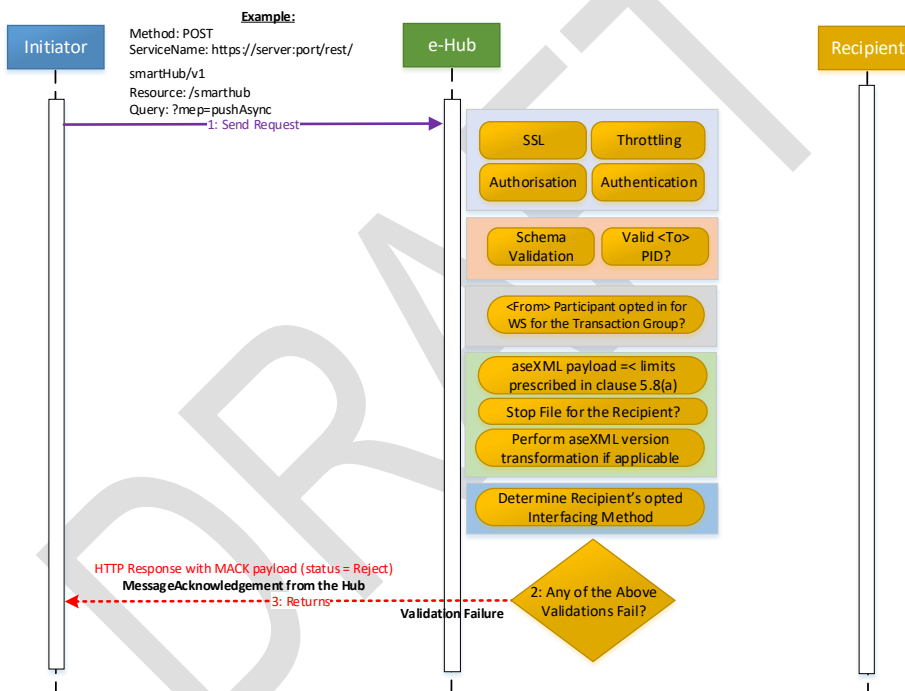 Example:
Method: POST
ServiceName: https://server:port/rest/
smartHub/v1
Resource: /smarthub
Query: ?mep=pushAsync
Initiator
e-Hub
Recipient
1: Send Request
SSL
Throttling
Authorisation
Authentication
Schema
Validation
Valid <To>
PID?
<From> Participant opted in for
WS for the Transaction Group?
aseXML payload =< limits
prescribed in clause 5.8(a)
Stop File for the Recipient?
Perform aseXML version
transformation if applicable
Determine Recipient's opted
Interfacing Method
HTTP Response with MACK payload (status = Reject)
MessageAcknowledgement from the Hub
3: Returns
Validation Failure
2: Any of the Above
Validations Fail?
DRAFT